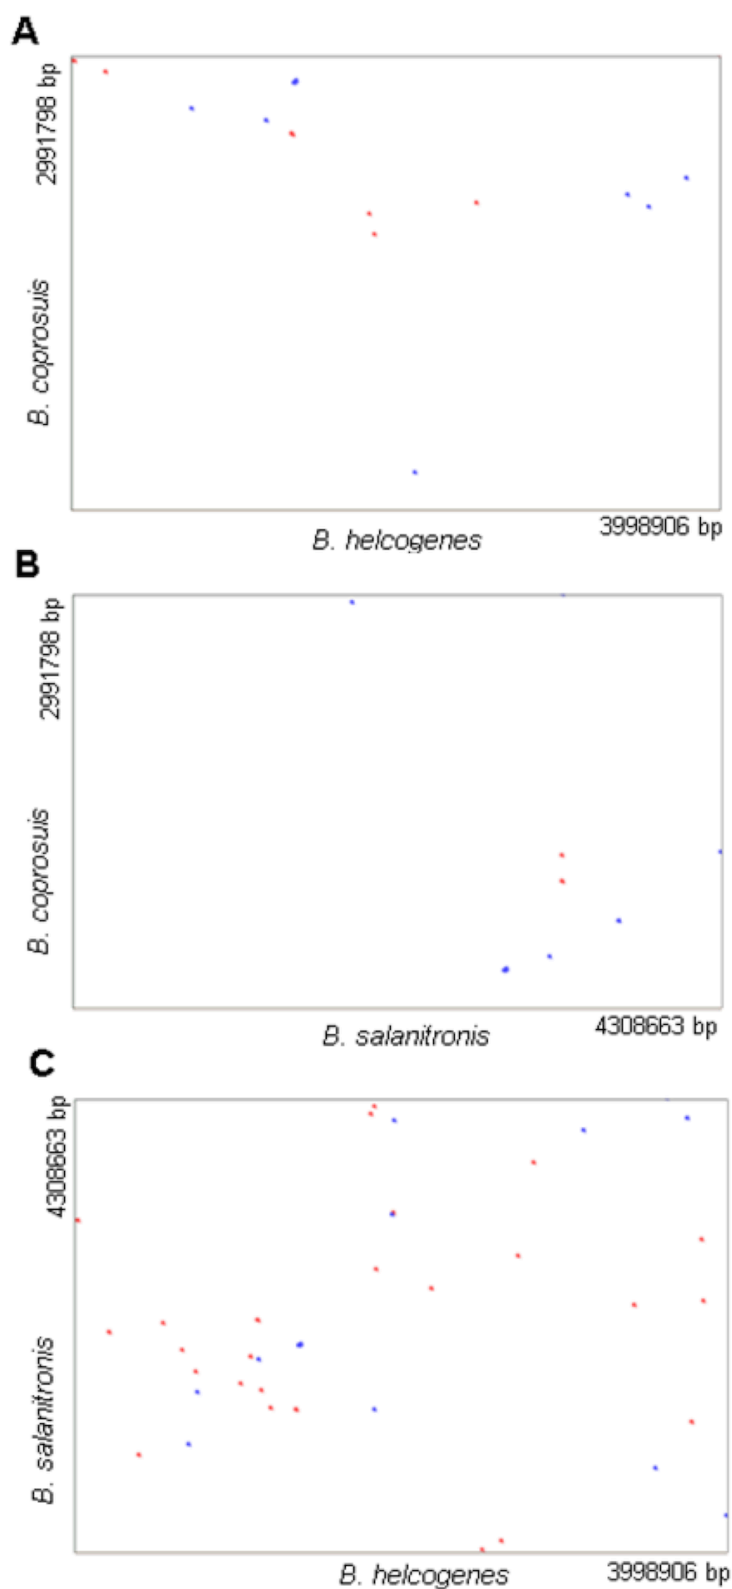 A
2991798 bp
B. coprosuis
B. helcogenes
3998906 bp
B
2991798 bp
B. coprosuis
B. salanitronis
4308663 bp
C
4308663 bp
B. salanitronis
B. helcogenes
3998906 bp